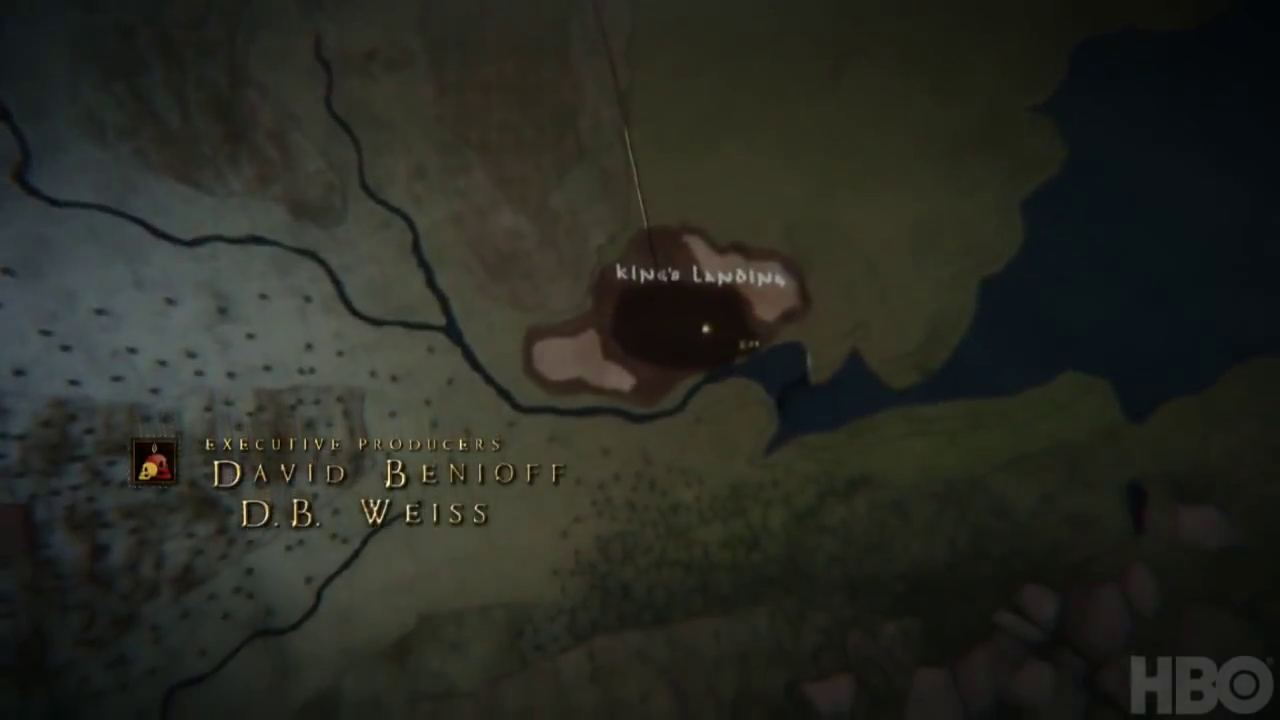 KING'S LANDING
EXECUTIVE PRODUCERS
DAVID BENIOFF
D.B. WEISS
HBO